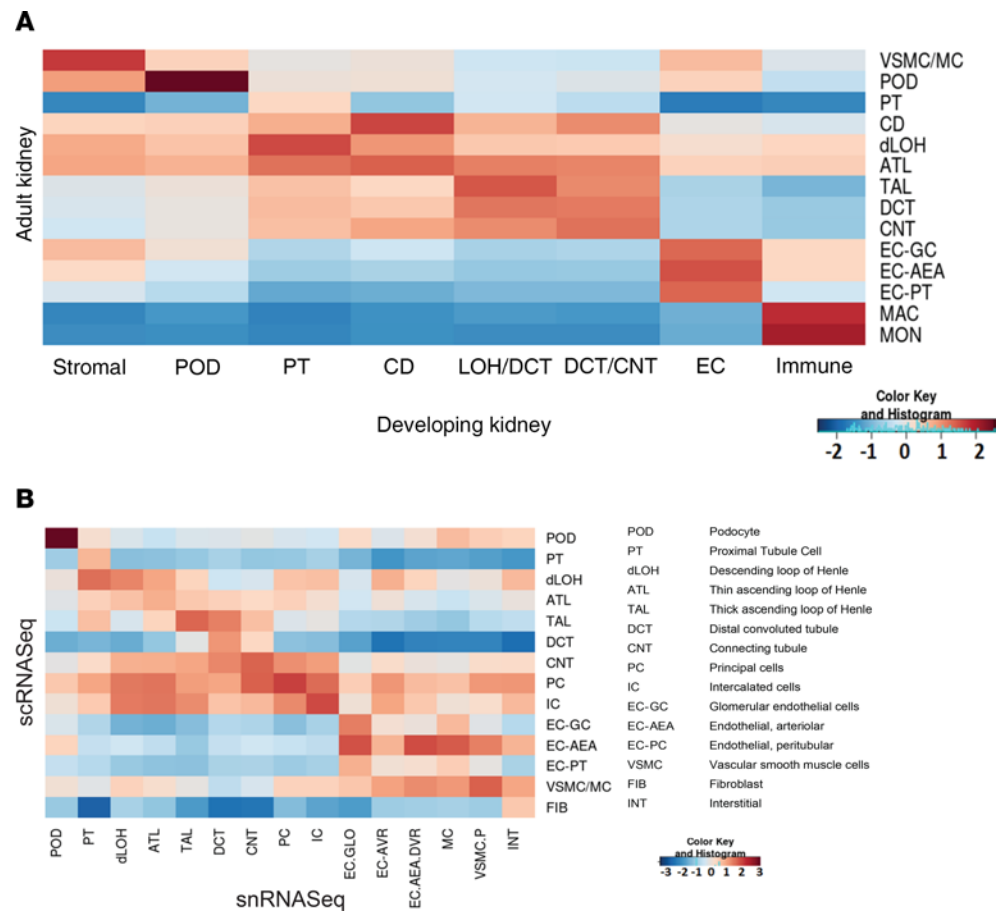 A
Adult kidney
VSMC/MC
POD
PT
CD
dLOH
ATL
TAL
DCT
CNT
EC-GC
EC-AEA
EC-PT
MAC
MON
Stromal POD PT CD LOH/DCT DCT/CNT EC Immune
Developing kidney
Color Key
and Histogram
-2 -1 0 1 2
B
scRNASeq
POD
PT
dLOH
ATL
TAL
DCT
CNT
PC
IC
EC-GC
EC-AEA
EC-PT
VSMC/MC
FIB
POD PT dLOH ATL TAL DCT CNT PC IC EC.GLO EC-AVR EC.AEA.DVR MC VSMC.P INT
snRNASeq
POD Podocyte
PT Proximal Tubule Cell
dLOH Descending loop of Henle
ATL Thin ascending loop of Henle
TAL Thick ascending loop of Henle
DCT Distal convoluted tubule
CNT Connecting tubule
PC Principal cells
IC Intercalated cells
EC-GC Glomerular endothelial cells
EC-AEA Endothelial, arteriolar
EC-PC Endothelial, peritubular
VSMC Vascular smooth muscle cells
FIB Fibroblast
INT Interstitial
Color Key
and Histogram
-3 -2 -1 0 1 2 3